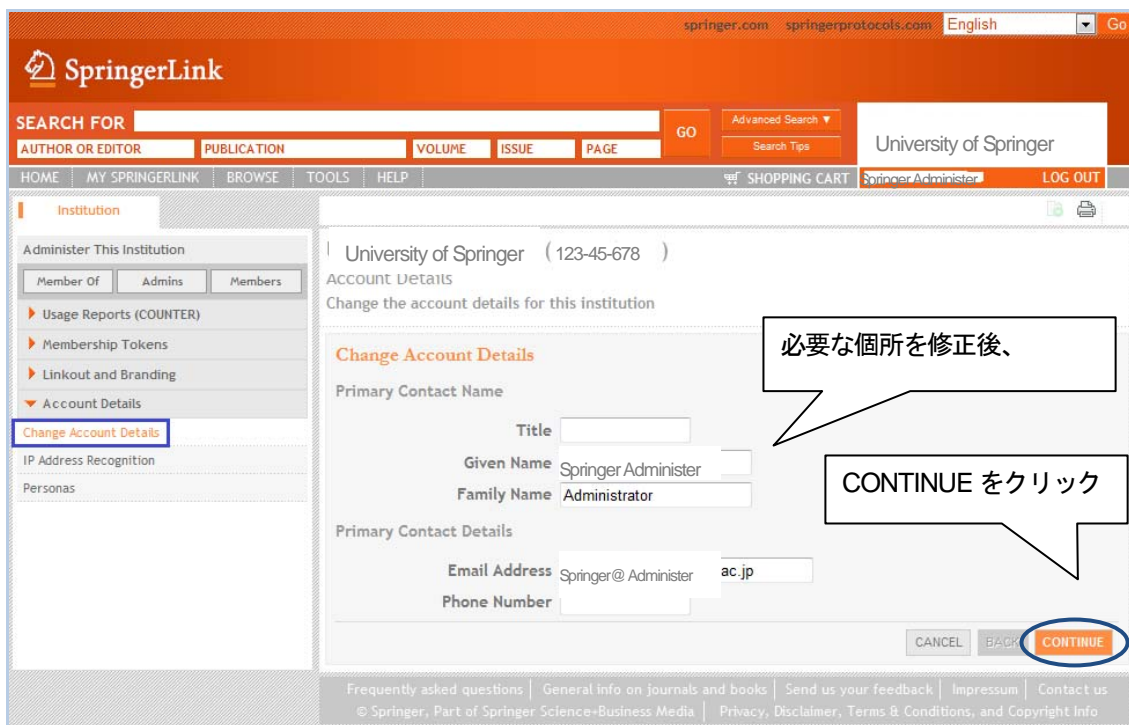 springer.com springerprotocols.com English Go
SpringerLink
SEARCH FOR GO Advanced Search ▼
AUTHOR OR EDITOR PUBLICATION VOLUME ISSUE PAGE Search Tips
University of Springer
HOME MY SPRINGERLINK BROWSE TOOLS HELP SHOPPING CART Springer Administer LOG OUT
Institution
Administer This Institution
Member Of Admins Members
Usage Reports (COUNTER)
Membership Tokens
Linkout and Branding
Account Details
Change Account Details
IP Address Recognition
Personas
University of Springer ( 123-45-678 )
Account Details
Change the account details for this institution
必要な個所を修正後、
Change Account Details
Primary Contact Name
Title
Given Name Springer Administer
Family Name Administrator
CONTINUE をクリック
Primary Contact Details
Email Address Springer@ Administer ac.jp
Phone Number
CANCEL BACK CONTINUE
Frequently asked questions | General info on journals and books | Send us your feedback | Impressum | Contact us
© Springer, Part of Springer Science+Business Media | Privacy, Disclaimer, Terms & Conditions, and Copyright Info